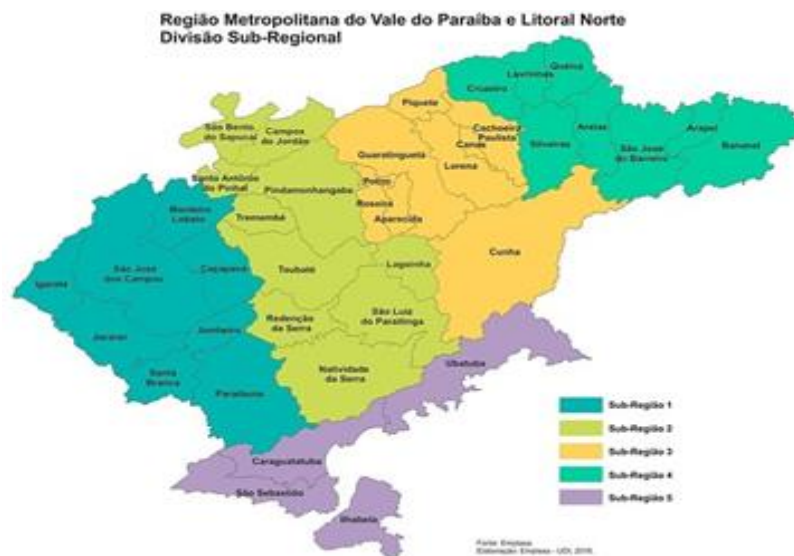 Região Metropolitana do Vale do Paraíba e Litoral Norte
Divisão Sub-Regional
Queluz
Lavrinhas
Cruzeiro
Piquete
Cachoeira
Paulista
Canas
Areias
Arapeí
São José
do Barreiro
Bananal
Silveiras
São Bento
do Sapucaí
Campos
do Jordão
Guaratinguetá
Lorena
Santo Antônio
do Pinhal
Pindamonhangaba
Potim
Roseira
Aparecida
Monteiro
Lobato
Tremembé
Cunha
São José
dos Campos
Caçapava
Taubaté
Lagoinha
Igaratá
São Luiz
do Paraitinga
Redenção
da Serra
Jacareí
Jambeiro
Santa
Branca
Natividade
da Serra
Ubatuba
Paraibuna
Caraguatatuba
São Sebastião
Ilhabela
Sub-Região 1
Sub-Região 2
Sub-Região 3
Sub-Região 4
Sub-Região 5
Fonte: Emplasa.
Elaboração: Emplasa - UDI, 2016.